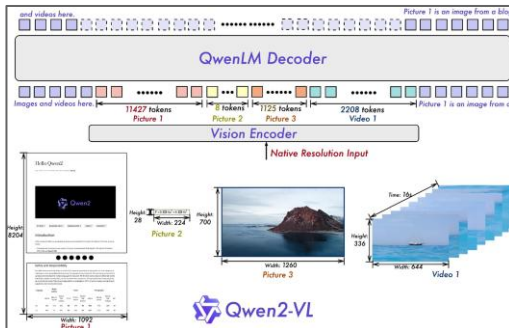 and videos here.
Picture 1 is an image from a blo
QwenLM Decoder
Images and videos here.
11427 tokens
Picture 1
8 tokens
Picture 2
1125 tokens
Picture 3
2208 tokens
Video 1
Picture 1 is an image from a
Vision Encoder
Native Resolution Input
Height: 8204
Hello Qwen2
Qwen2
Introduction
Width: 1092
Picture 1
Height: 28
Width: 224
Picture 2
Height: 700
Width: 1260
Picture 3
Time: 16s
Height: 336
Width: 644
Video 1
Qwen2-VL